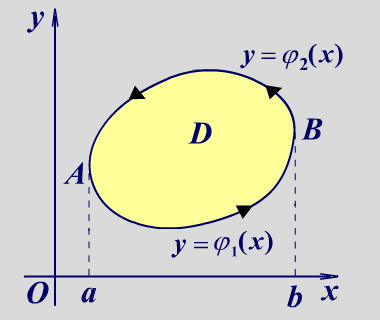 y
y = φ₂(x)
D
B
A
y = φ₁(x)
O a b x